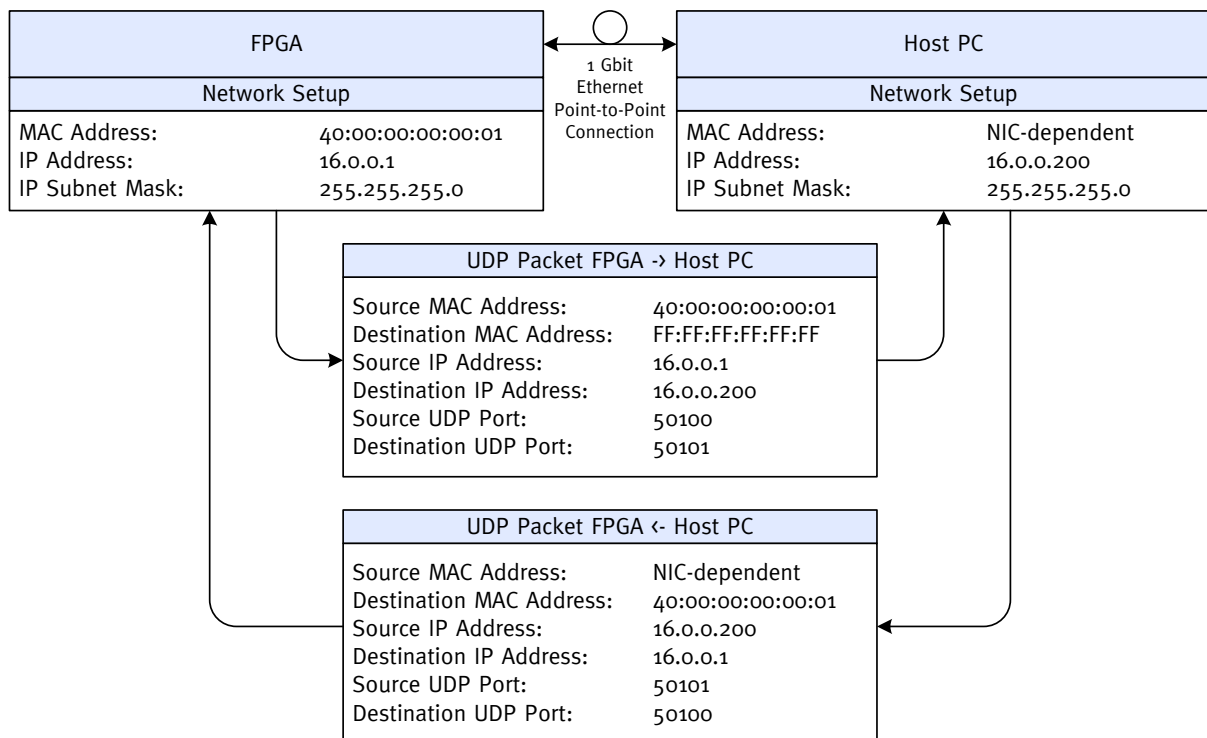 FPGA
Network Setup
MAC Address: 40:00:00:00:00:01
IP Address: 16.0.0.1
IP Subnet Mask: 255.255.255.0
1 Gbit
Ethernet
Point-to-Point
Connection
Host PC
Network Setup
MAC Address: NIC-dependent
IP Address: 16.0.0.200
IP Subnet Mask: 255.255.255.0
UDP Packet FPGA -> Host PC
Source MAC Address: 40:00:00:00:00:01
Destination MAC Address: FF:FF:FF:FF:FF:FF
Source IP Address: 16.0.0.1
Destination IP Address: 16.0.0.200
Source UDP Port: 50100
Destination UDP Port: 50101
UDP Packet FPGA <- Host PC
Source MAC Address: NIC-dependent
Destination MAC Address: 40:00:00:00:00:01
Source IP Address: 16.0.0.200
Destination IP Address: 16.0.0.1
Source UDP Port: 50101
Destination UDP Port: 50100